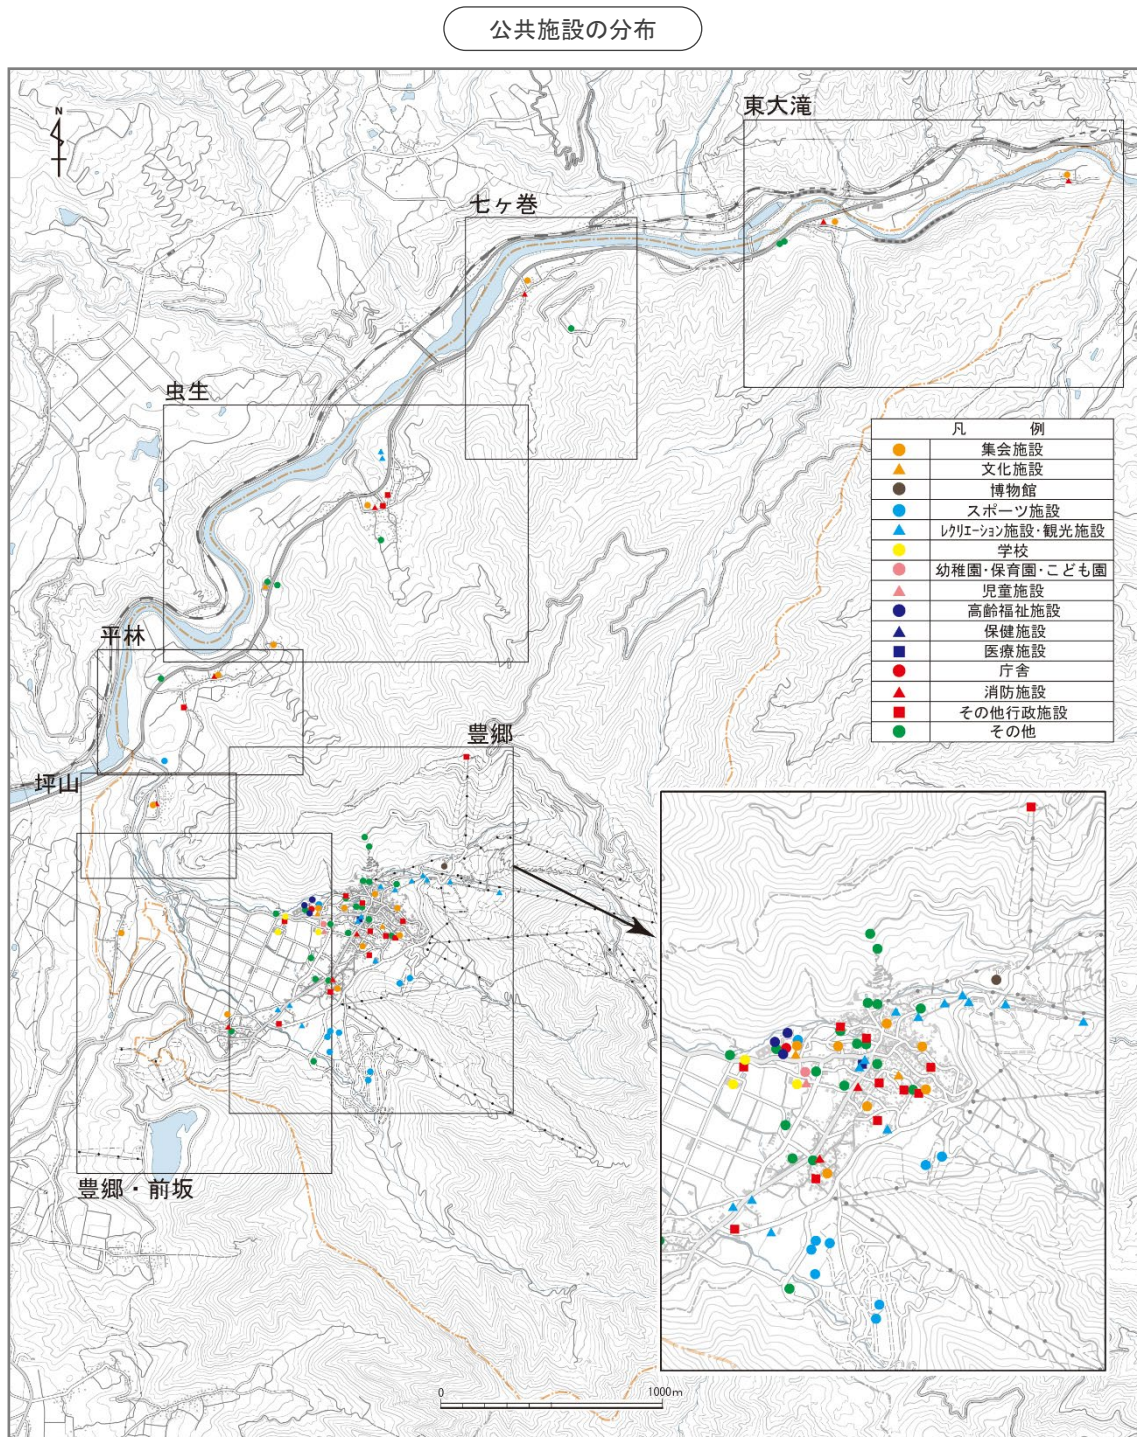 公共施設の分布
N
東大滝
七ヶ巻
虫生
平林
坪山
豊郷
豊郷・前坂
凡 例
集会施設
文化施設
博物館
スポーツ施設
ﾚｸﾘｴｰｼｮﾝ施設・観光施設
学校
幼稚園・保育園・こども園
児童施設
高齢福祉施設
保健施設
医療施設
庁舎
消防施設
その他行政施設
その他
0 1000m